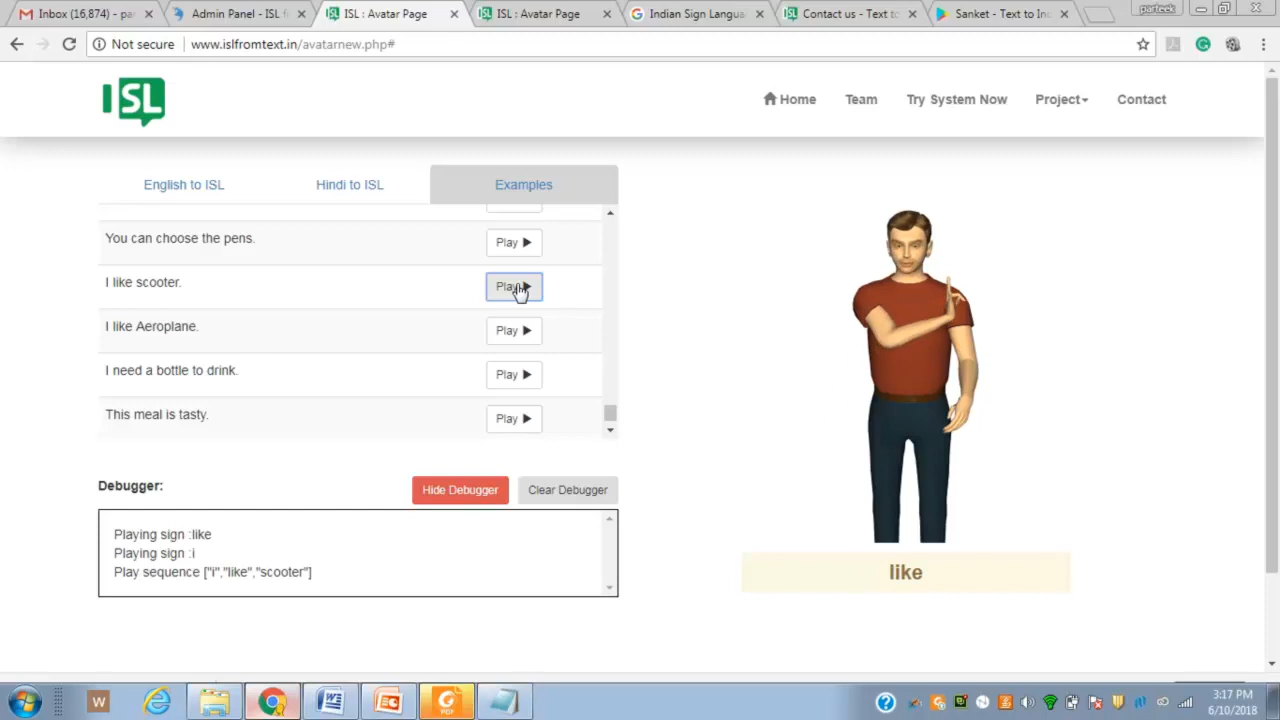 Inbox (16,874) - pa
Admin Panel - ISL f
ISL : Avatar Page
ISL : Avatar Page
Indian Sign Langua
Contact us - Text to
Sanket - Text to In
parteek
Not secure
www.islfromtext.in/avatarnew.php#
ISL
Home
Team
Try System Now
Project
Contact
English to ISL
Hindi to ISL
Examples
You can choose the pens.
Play
I like scooter.
Play
I like Aeroplane.
Play
I need a bottle to drink.
Play
This meal is tasty.
Play
Debugger:
Hide Debugger
Clear Debugger
Playing sign :like
Playing sign :i
Play sequence ["i","like","scooter"]
like
3:17 PM
6/10/2018